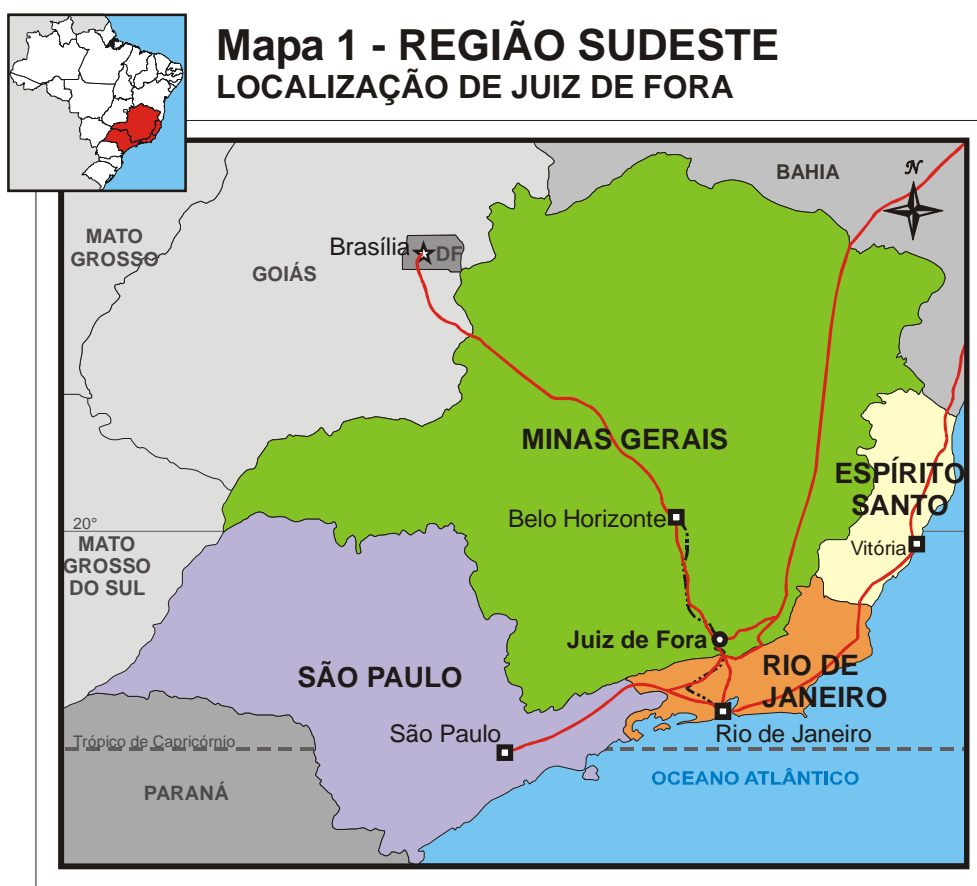 Mapa 1 - REGIÃO SUDESTE
LOCALIZAÇÃO DE JUIZ DE FORA
BAHIA
N
MATO
GROSSO
Brasília
DF
GOIÁS
MINAS GERAIS
ESPÍRITO
SANTO
Belo Horizonte
20°
MATO
GROSSO
DO SUL
Vitória
Juiz de Fora
RIO DE
JANEIRO
SÃO PAULO
São Paulo
Rio de Janeiro
Trópico de Capricórnio
OCEANO ATLÂNTICO
PARANÁ